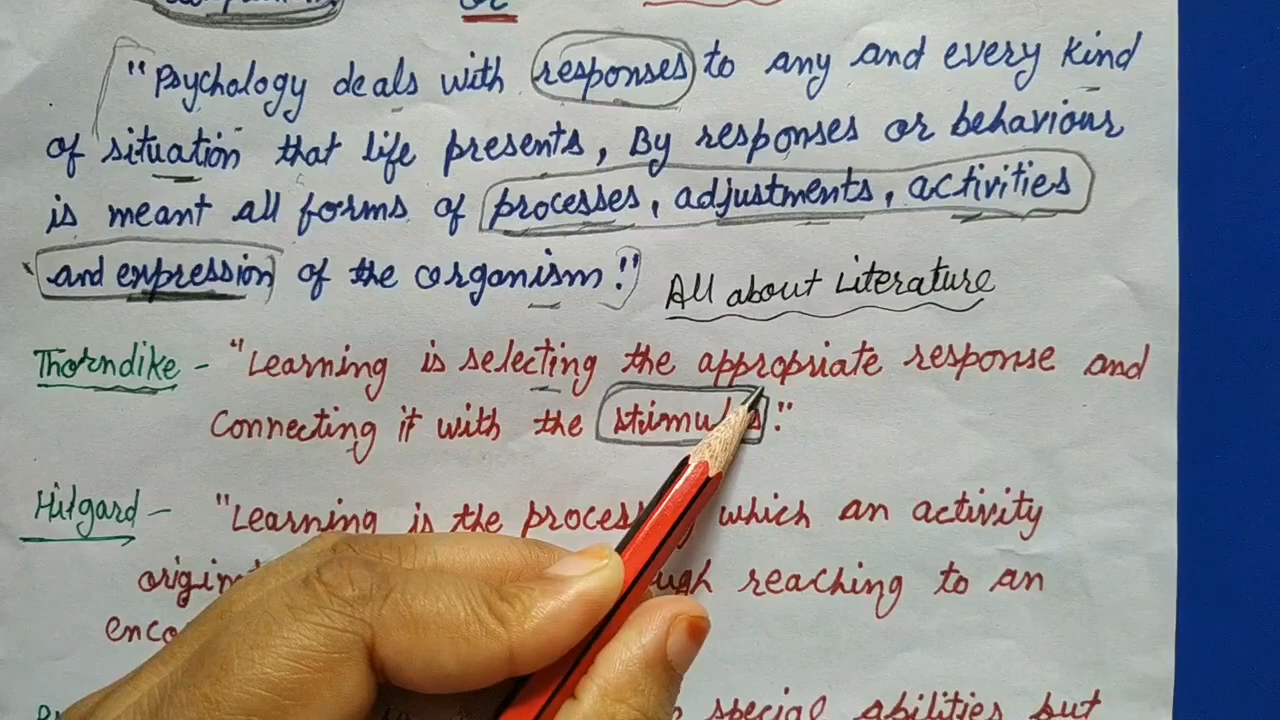 or
"Psychology deals with responses to any and every kind
of situation that life presents, By responses or behaviour
is meant all forms of processes, adjustments, activities
and expression of the organism!"
All about Literature
Thorndike - "Learning is selecting the appropriate response and
Connecting it with the stimulus."
Hilgard - "Learning is the process which an activity
reaching to an
special abilities but